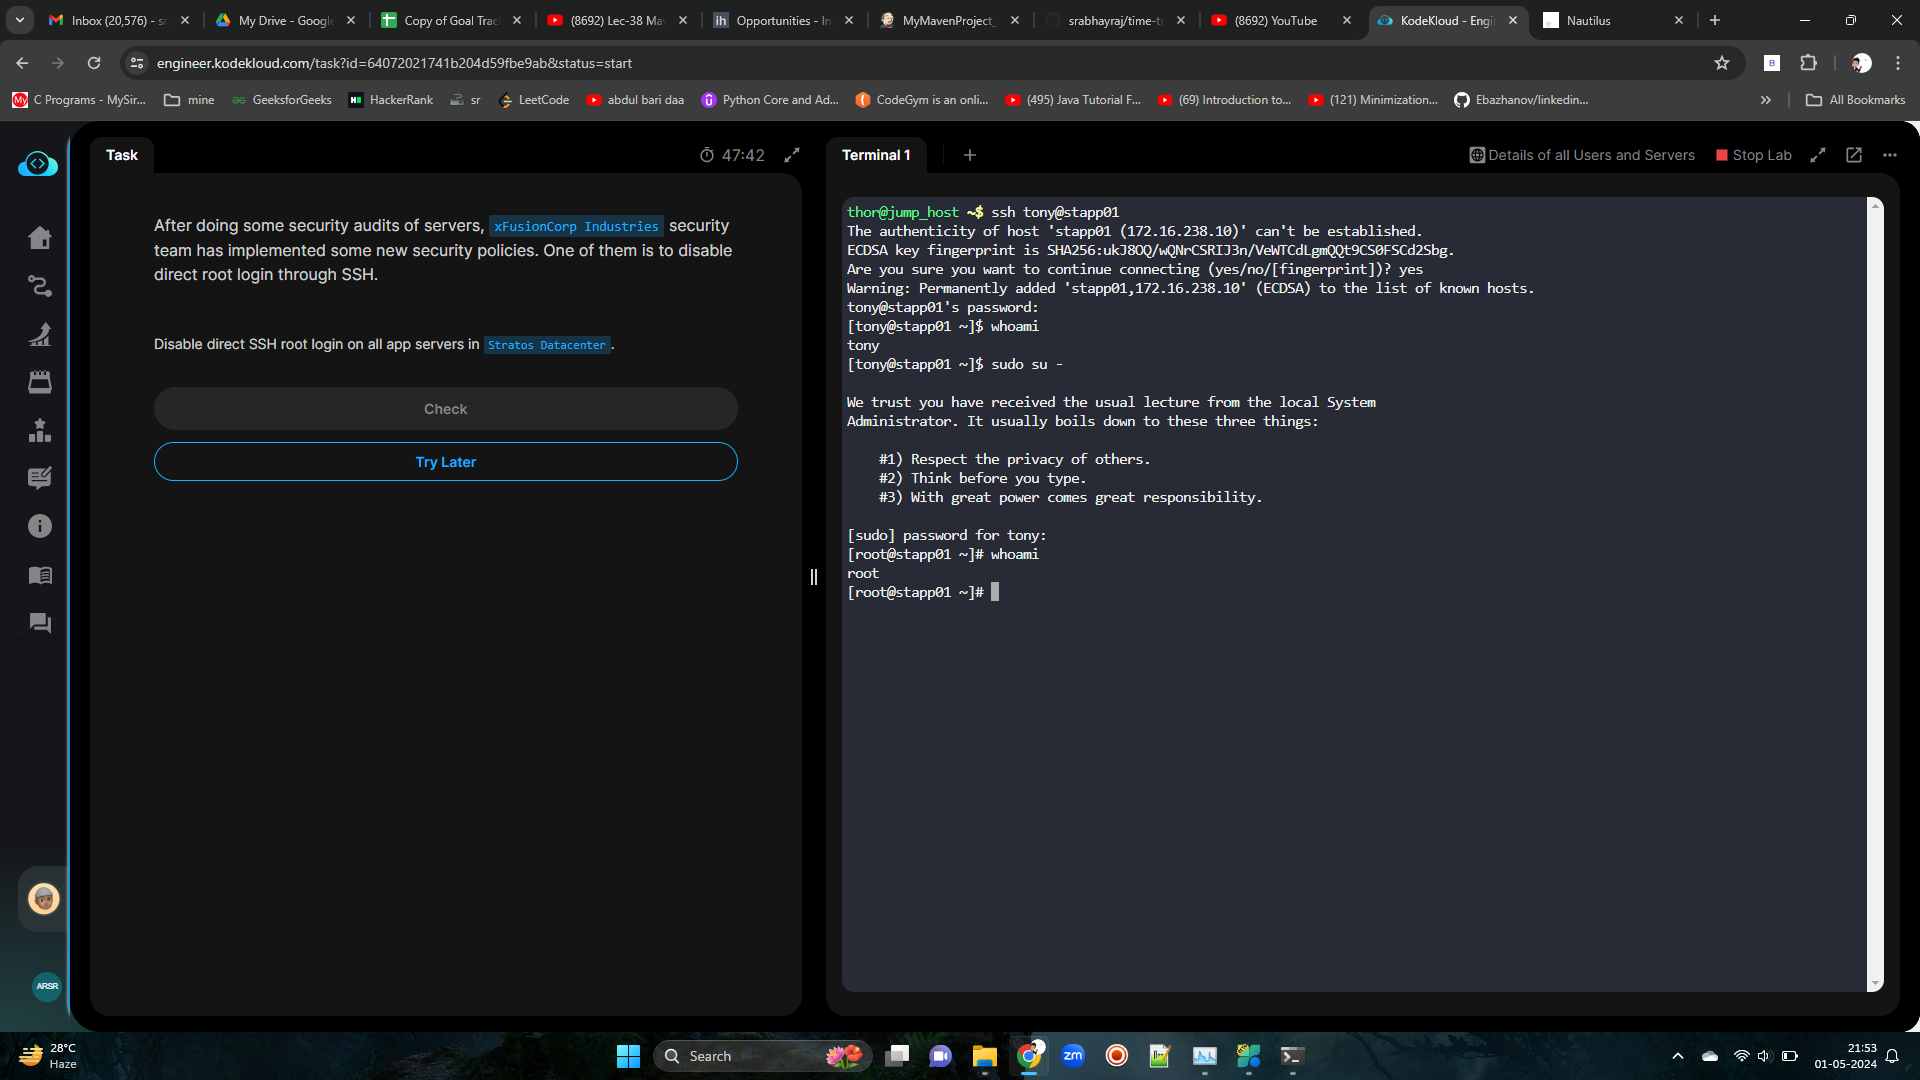 Inbox (20,576) - sr
My Drive - Google
Copy of Goal Trac
(8692) Lec-38 Ma
Opportunities - In
MyMavenProject_
srabhayraj/time-t
(8692) YouTube
KodeKloud - Engi
Nautilus
engineer.kodekloud.com/task?id=64072021741b204d59fbe9ab&status=start
C Programs - MySir...
mine
GeeksforGeeks
HackerRank
sr
LeetCode
abdul bari daa
Python Core and Ad...
CodeGym is an onli...
(495) Java Tutorial F...
(69) Introduction to...
(121) Minimization...
Ebazhanov/linkedin...
All Bookmarks
Task
47:42
After doing some security audits of servers, xFusionCorp Industries security
team has implemented some new security policies. One of them is to disable
direct root login through SSH.
Disable direct SSH root login on all app servers in Stratos Datacenter.
Check
Try Later
ARSR
Terminal 1
Details of all Users and Servers
Stop Lab
thor@jump_host ~$ ssh tony@stapp01
The authenticity of host 'stapp01 (172.16.238.10)' can't be established.
ECDSA key fingerprint is SHA256:ukJ8OQ/wQNrCSRIJ3n/VeWTCdLgmQQt9CS0FSCd2Sbg.
Are you sure you want to continue connecting (yes/no/[fingerprint])? yes
Warning: Permanently added 'stapp01,172.16.238.10' (ECDSA) to the list of known hosts.
tony@stapp01's password:
[tony@stapp01 ~]$ whoami
tony
[tony@stapp01 ~]$ sudo su -
We trust you have received the usual lecture from the local System
Administrator. It usually boils down to these three things:
#1) Respect the privacy of others.
#2) Think before you type.
#3) With great power comes great responsibility.
[sudo] password for tony:
[root@stapp01 ~]# whoami
root
[root@stapp01 ~]#
28°C
Haze
Search
zm
21:53
01-05-2024